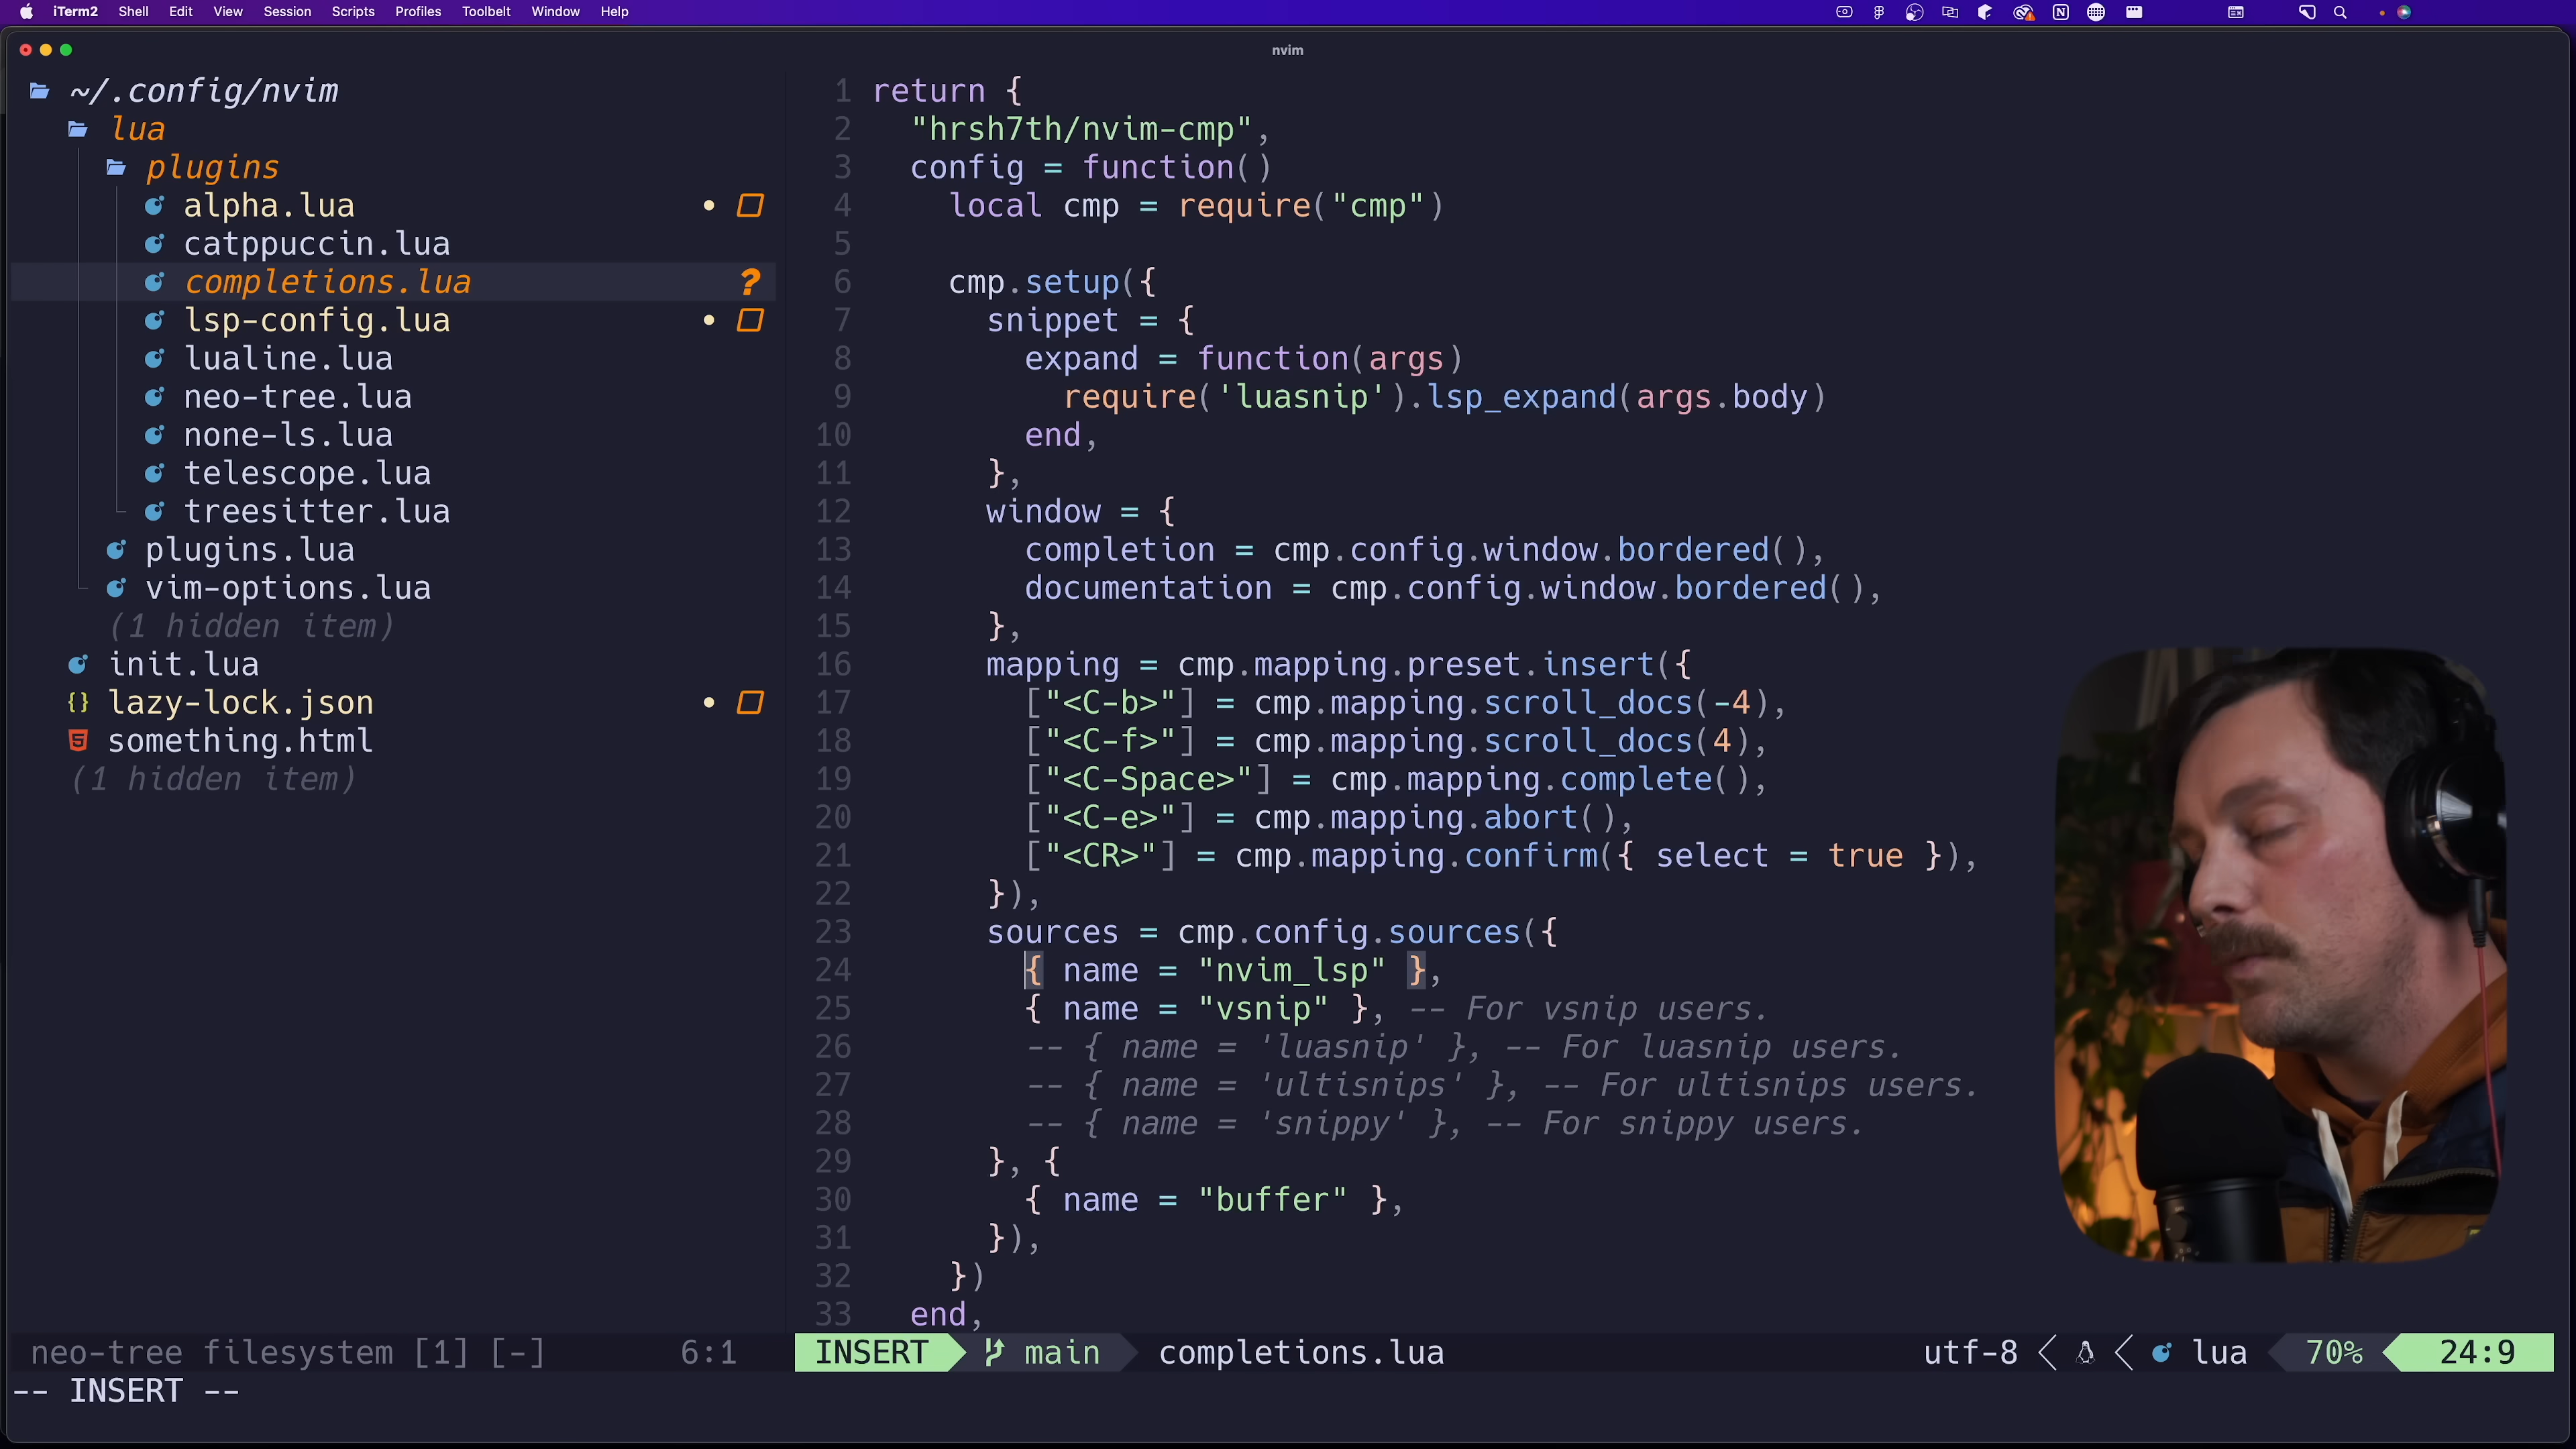 iTerm2 Shell Edit View Session Scripts Profiles Toolbelt Window Help
nvim
~/.config/nvim
lua
plugins
alpha.lua
catppuccin.lua
completions.lua ?
lsp-config.lua
lualine.lua
neo-tree.lua
none-ls.lua
telescope.lua
treesitter.lua
plugins.lua
vim-options.lua
(1 hidden item)
init.lua
{} lazy-lock.json
something.html
(1 hidden item)
neo-tree filesystem [1] [-] 6:1
1 return {
2 "hrsh7th/nvim-cmp",
3 config = function()
4 local cmp = require("cmp")
5
6 cmp.setup({
7 snippet = {
8 expand = function(args)
9 require('luasnip').lsp_expand(args.body)
10 end,
11 },
12 window = {
13 completion = cmp.config.window.bordered(),
14 documentation = cmp.config.window.bordered(),
15 },
16 mapping = cmp.mapping.preset.insert({
17 ["<C-b>"] = cmp.mapping.scroll_docs(-4),
18 ["<C-f>"] = cmp.mapping.scroll_docs(4),
19 ["<C-Space>"] = cmp.mapping.complete(),
20 ["<C-e>"] = cmp.mapping.abort(),
21 ["<CR>"] = cmp.mapping.confirm({ select = true }),
22 }),
23 sources = cmp.config.sources({
24 { name = "nvim_lsp" },
25 { name = "vsnip" }, -- For vsnip users.
26 -- { name = 'luasnip' }, -- For luasnip users.
27 -- { name = 'ultisnips' }, -- For ultisnips users.
28 -- { name = 'snippy' }, -- For snippy users.
29 }, {
30 { name = "buffer" },
31 }),
32 })
33 end,
INSERT main completions.lua utf-8 lua 70% 24:9
-- INSERT --